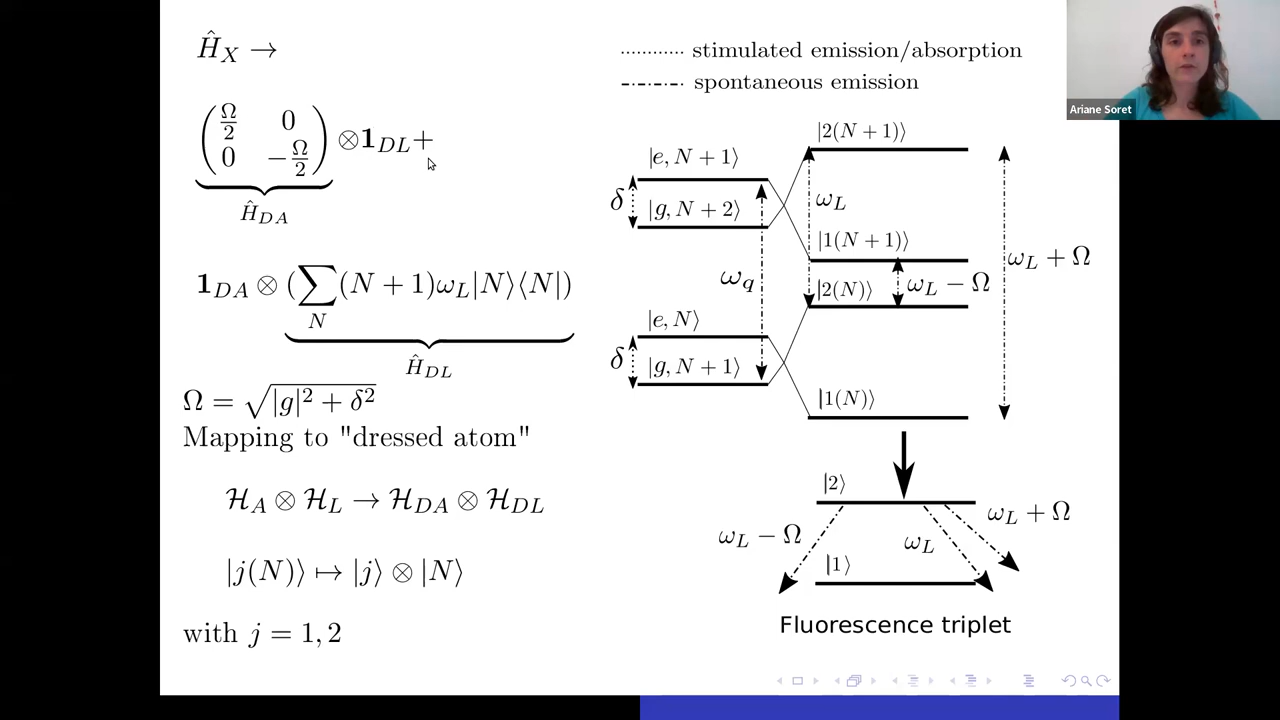 Ĥ_X →
(Ω/2 0
0 −Ω/2) ⊗ 𝟏_DL +
Ĥ_DA
𝟏_DA ⊗ (∑_N (N + 1)ω_L|N⟩⟨N|)
Ĥ_DL
Ω = √(|g|² + δ²)
Mapping to "dressed atom"
ℋ_A ⊗ ℋ_L → ℋ_DA ⊗ ℋ_DL
|j(N)⟩ ↦ |j⟩ ⊗ |N⟩
with j = 1, 2
stimulated emission/absorption
spontaneous emission
|2(N+1)⟩
|e, N+1⟩
δ
|g, N+2⟩
ω_L
|1(N+1)⟩
ω_L + Ω
ω_q
|2(N)⟩
ω_L − Ω
|e, N⟩
δ
|g, N+1⟩
|1(N)⟩
|2⟩
ω_L − Ω
ω_L
ω_L + Ω
|1⟩
Fluorescence triplet
Ariane Soret